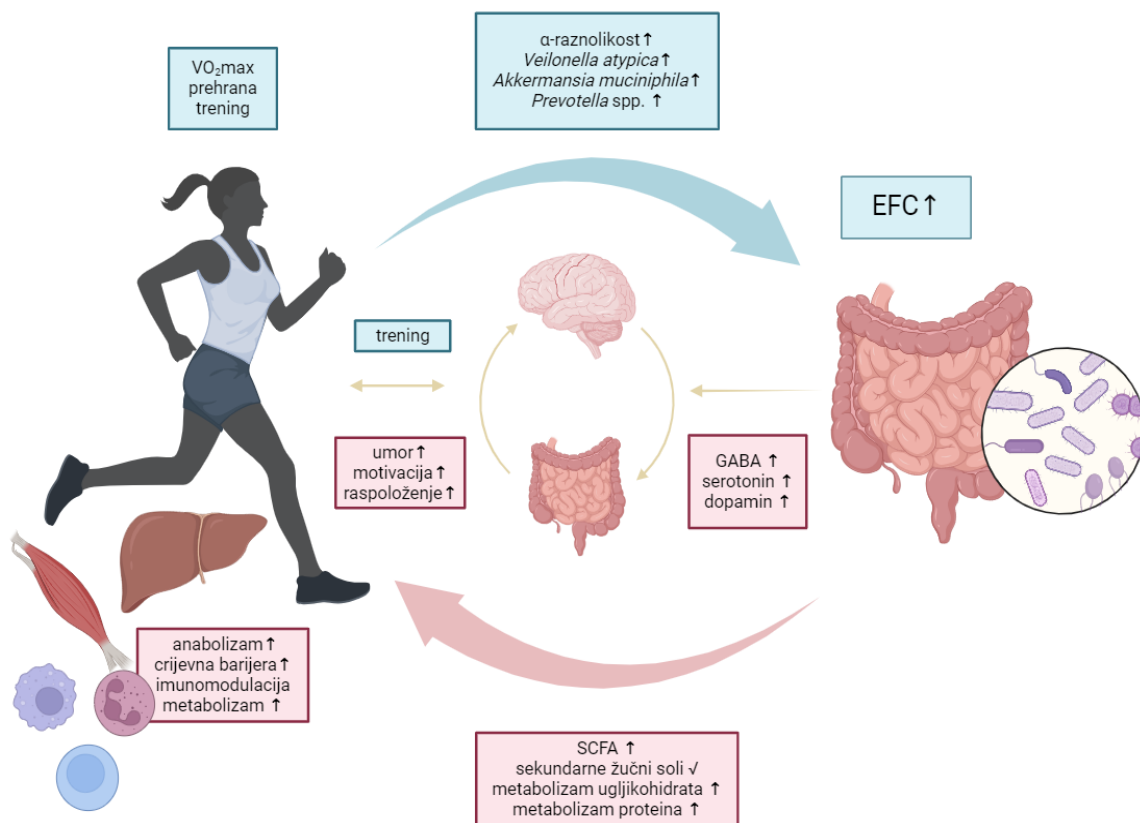 VO₂max
prehrana
trening
α-raznolikost↑
Veilonella atypica↑
Akkermansia muciniphila↑
Prevotella spp. ↑
EFC↑
trening
umor↑
motivacija↑
raspoloženje↑
GABA ↑
serotonin ↑
dopamin ↑
anabolizam↑
crijevna barijera↑
imunomodulacija
metabolizam ↑
SCFA ↑
sekundarne žučni soli √
metabolizam ugljikohidrata ↑
metabolizam proteina ↑